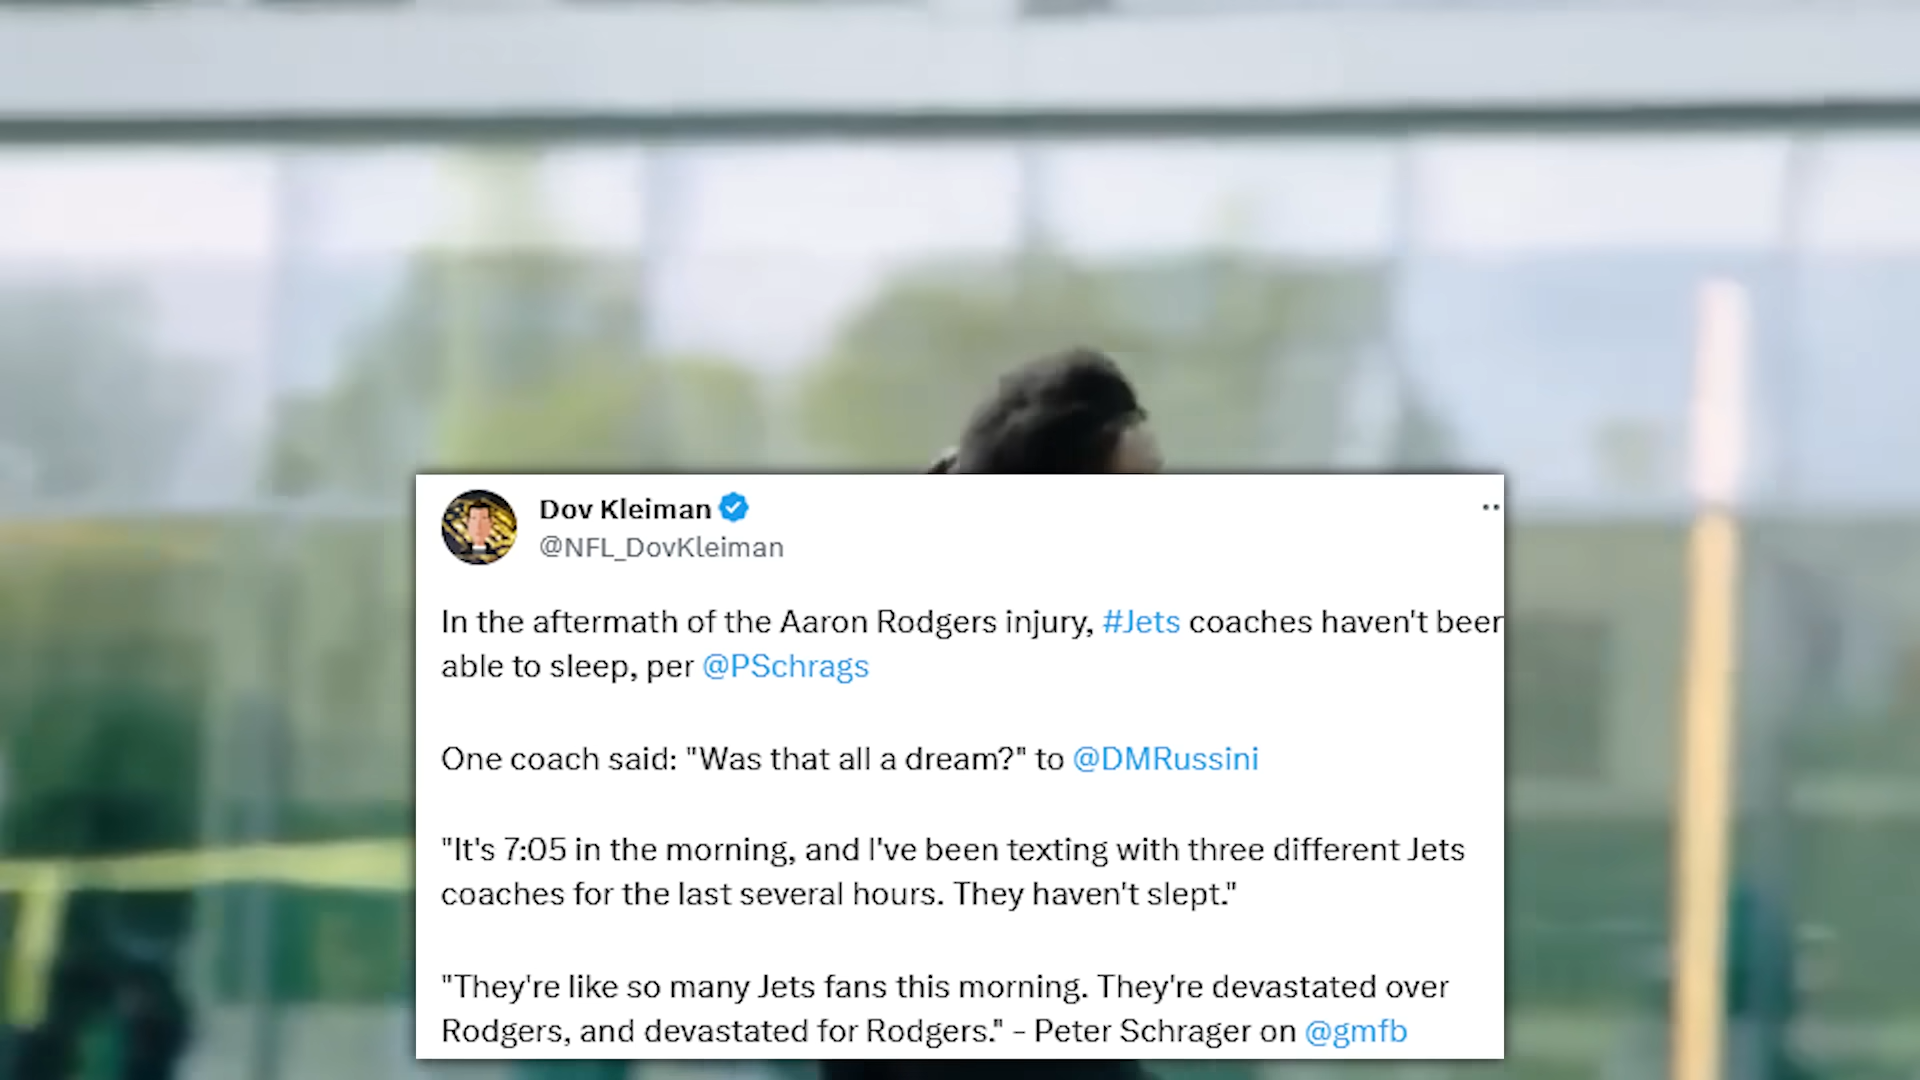 Dov Kleiman
@NFL_DovKleiman
In the aftermath of the Aaron Rodgers injury, #Jets coaches haven't been
able to sleep, per @PSchrags
One coach said: "Was that all a dream?" to @DMRussini
"It's 7:05 in the morning, and I've been texting with three different Jets
coaches for the last several hours. They haven't slept."
"They're like so many Jets fans this morning. They're devastated over
Rodgers, and devastated for Rodgers." - Peter Schrager on @gmfb